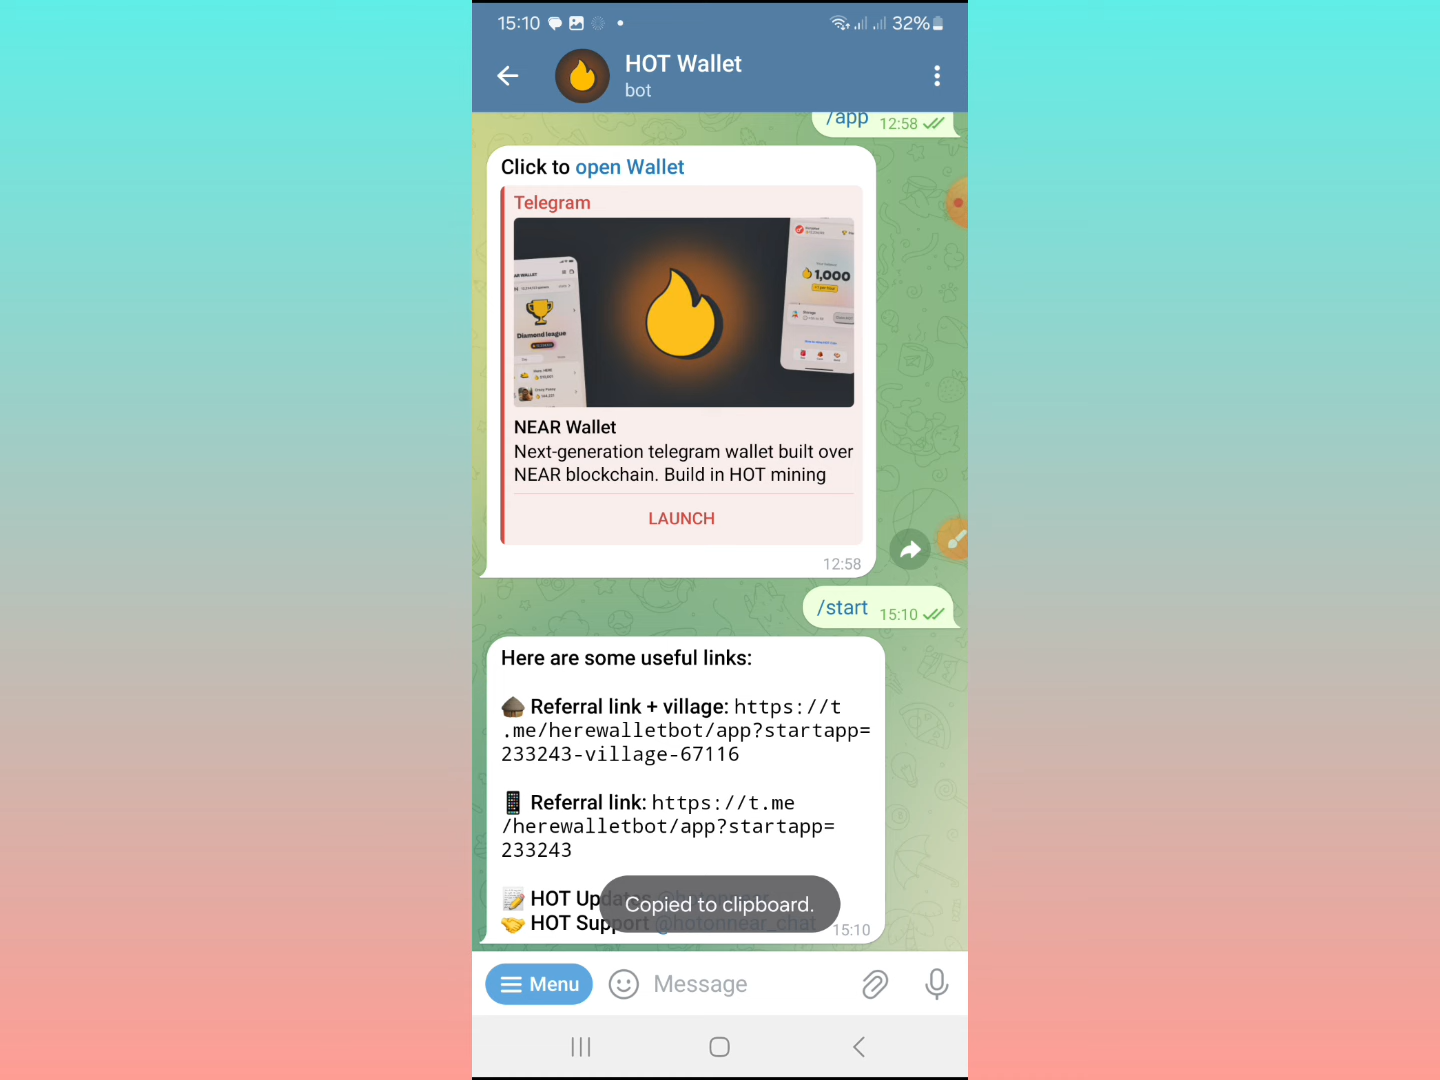 15:10
32%
HOT Wallet
bot
/app 12:58
Click to open Wallet
Telegram
1,000
Diamond league
NEAR Wallet
Next-generation telegram wallet built over
NEAR blockchain. Build in HOT mining
LAUNCH
12:58
/start 15:10
Here are some useful links:
Referral link + village: https://t
.me/herewalletbot/app?startapp=
233243-village-67116
Referral link: https://t.me
/herewalletbot/app?startapp=
233243
HOT Updates
Copied to clipboard.
HOT Support @hotonnear_chat 15:10
Menu
Message